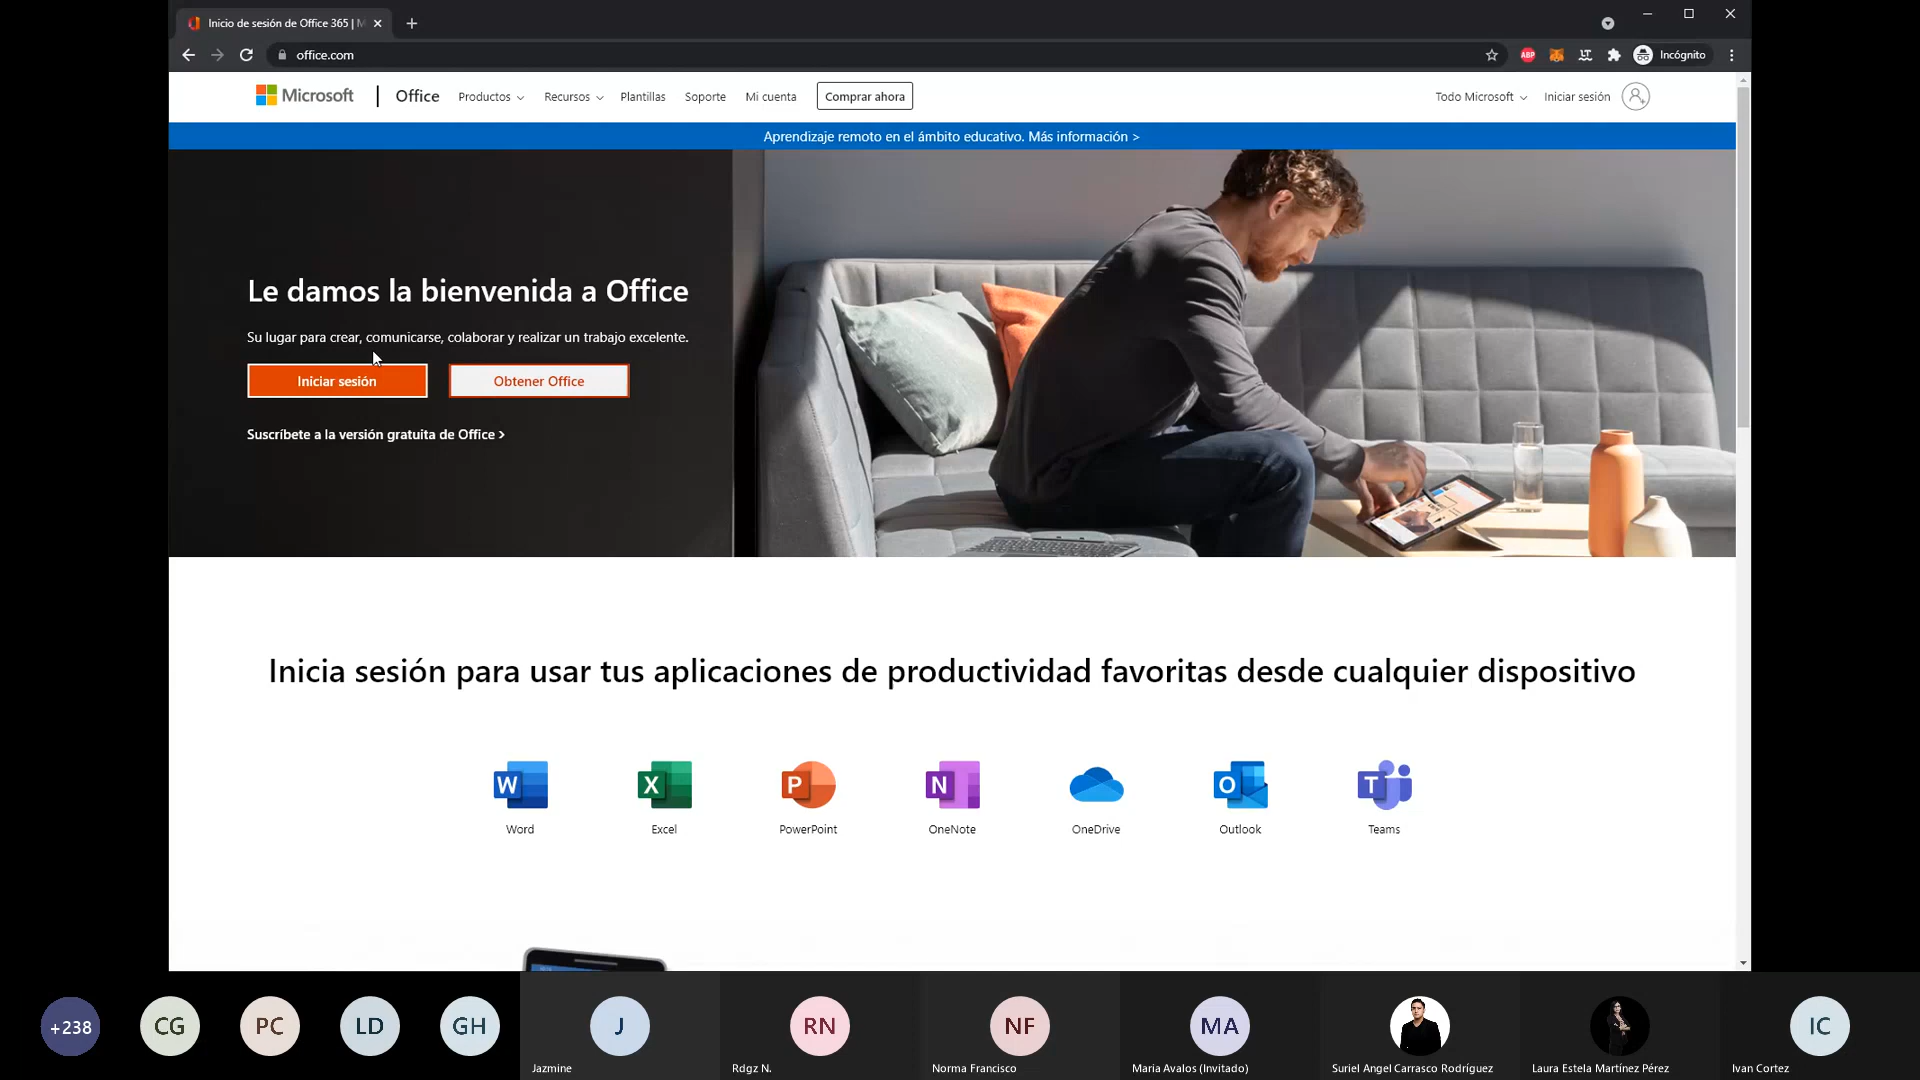 Inicio de sesión de Office 365 | M
office.com
ABP
Incógnito
Microsoft
Office
Productos
Recursos
Plantillas
Soporte
Mi cuenta
Comprar ahora
Todo Microsoft
Iniciar sesión
Aprendizaje remoto en el ámbito educativo. Más información >
Le damos la bienvenida a Office
Su lugar para crear, comunicarse, colaborar y realizar un trabajo excelente.
Iniciar sesión
Obtener Office
Suscríbete a la versión gratuita de Office >
Inicia sesión para usar tus aplicaciones de productividad favoritas desde cualquier dispositivo
W
X
P
N
O
T
Word
Excel
PowerPoint
OneNote
OneDrive
Outlook
Teams
+238
CG
PC
LD
GH
J
RN
NF
MA
IC
Jazmine
Rdgz N.
Norma Francisco
Maria Avalos (Invitado)
Suriel Angel Carrasco Rodríguez
Laura Estela Martínez Pérez
Ivan Cortez